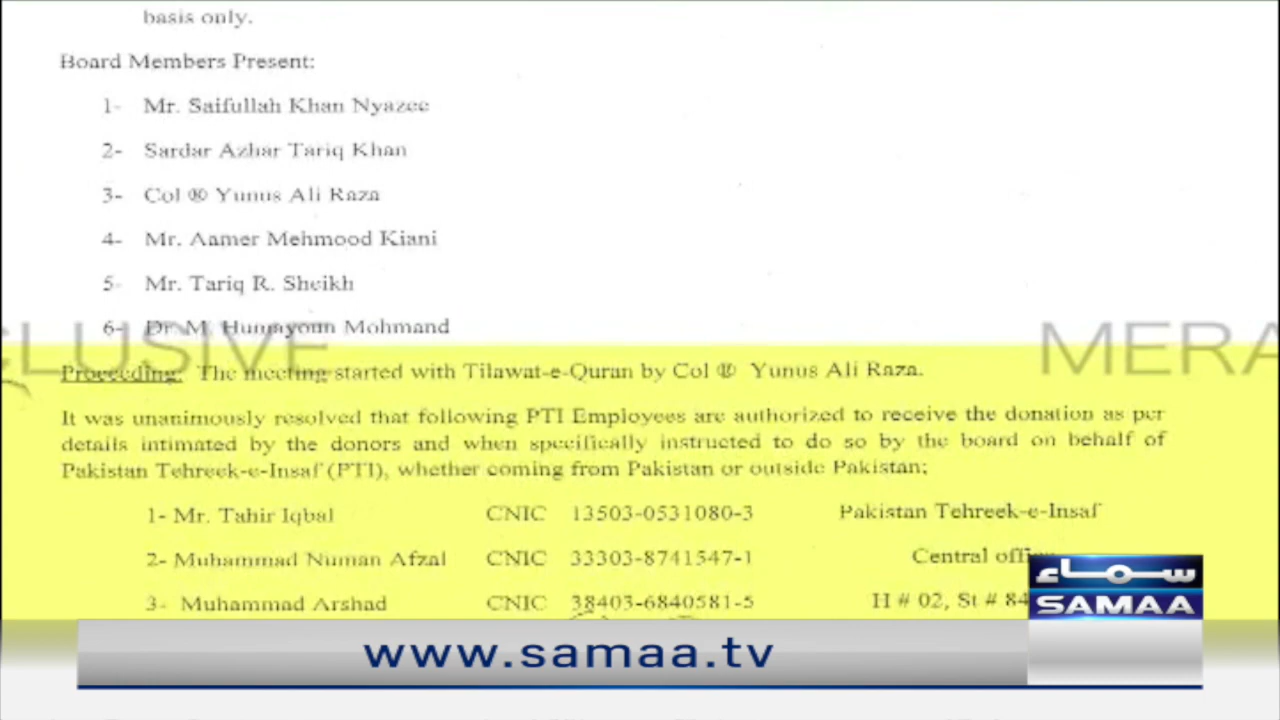 basis only.
Board Members Present:
1- Mr. Saifullah Khan Nyazee
2- Sardar Azhar Tariq Khan
3- Col ® Yunus Ali Raza
4- Mr. Aamer Mehmood Kiani
5- Mr. Tariq R. Sheikh
6- Dr. M. Humayoun Mohmand
CLUSIVE
MERA
Proceeding: The meeting started with Tilawat-e-Quran by Col ® Yunus Ali Raza.
It was unanimously resolved that following PTI Employees are authorized to receive the donation as per
details intimated by the donors and when specifically instructed to do so by the board on behalf of
Pakistan Tehreek-e-Insaf (PTI), whether coming from Pakistan or outside Pakistan;
1- Mr. Tahir Iqbal CNIC 13503-0531080-3 Pakistan Tehreek-e-Insaf
2- Muhammad Numan Afzal CNIC 33303-8741547-1 Central office
3- Muhammad Arshad CNIC 38403-6840581-5 H # 02, St # 84
سماء
SAMAA
www.samaa.tv